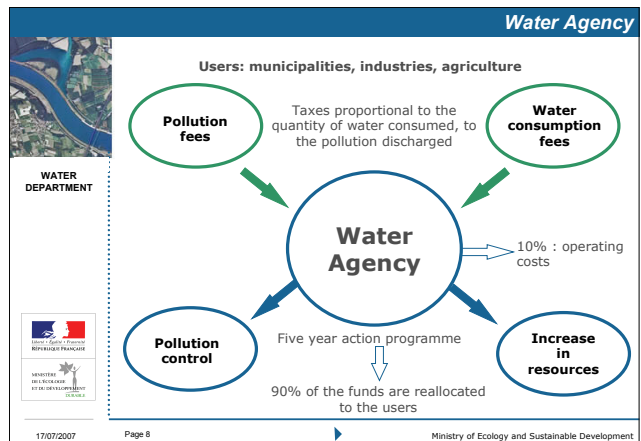 Water Agency
Users: municipalities, industries, agriculture
Pollution
fees
Taxes proportional to the
quantity of water consumed, to
the pollution discharged
Water
consumption
fees
WATER
DEPARTMENT
Water
Agency
10% : operating
costs
Pollution
control
Five year action programme
Increase
in
resources
90% of the funds are reallocated
to the users
Liberté • Égalité • Fraternité
RÉPUBLIQUE FRANÇAISE
MINISTÈRE
DE L'ÉCOLOGIE
ET DU DÉVELOPPEMENT
DURABLE
17/07/2007
Page 8
Ministry of Ecology and Sustainable Development